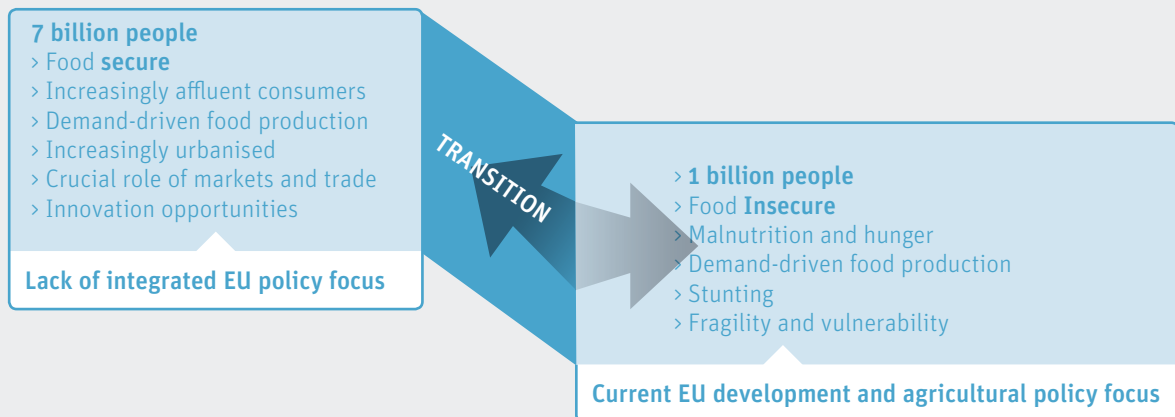 7 billion people
> Food secure
> Increasingly affluent consumers
> Demand-driven food production
> Increasingly urbanised
> Crucial role of markets and trade
> Innovation opportunities
Lack of integrated EU policy focus
TRANSITION
> 1 billion people
> Food Insecure
> Malnutrition and hunger
> Demand-driven food production
> Stunting
> Fragility and vulnerability
Current EU development and agricultural policy focus